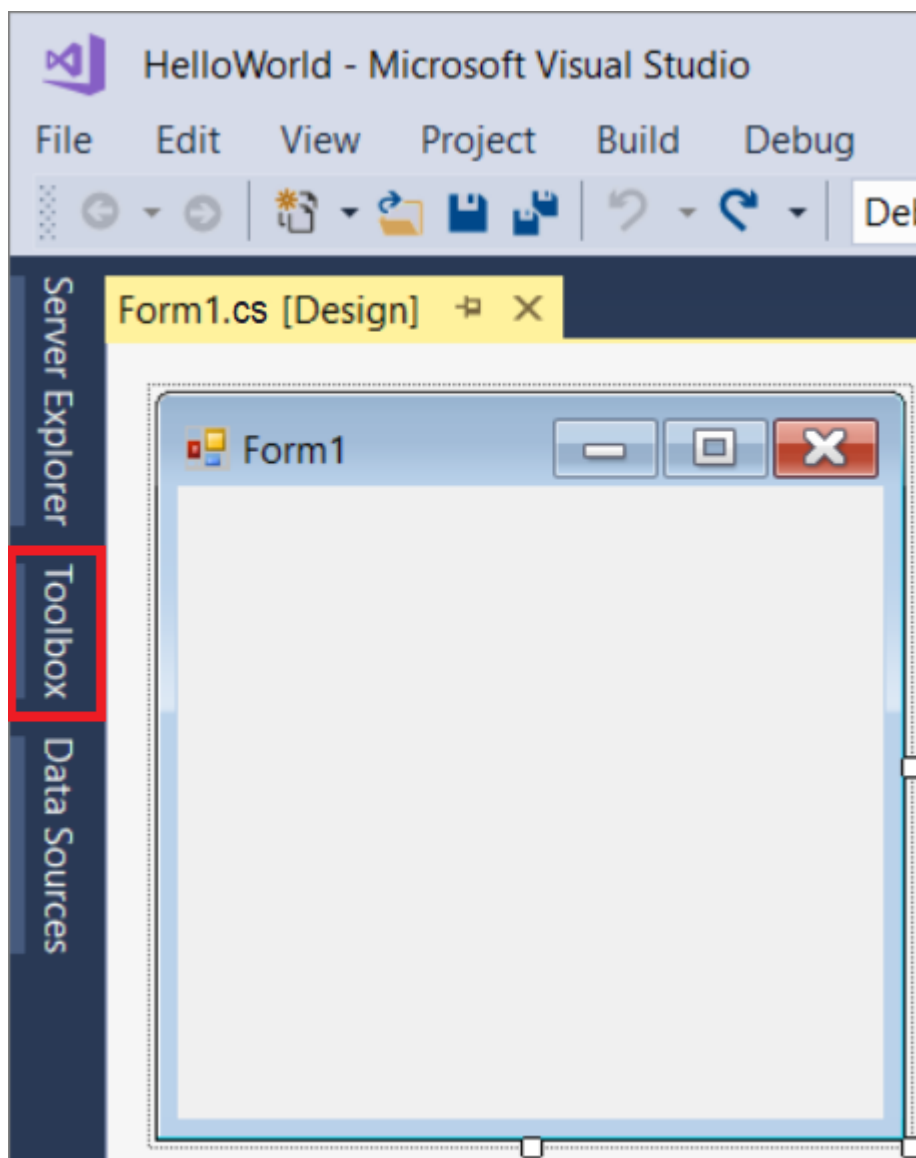 HelloWorld - Microsoft Visual Studio
File Edit View Project Build Debug
Form1.cs [Design]
Server Explorer
Toolbox
Data Sources
Form1